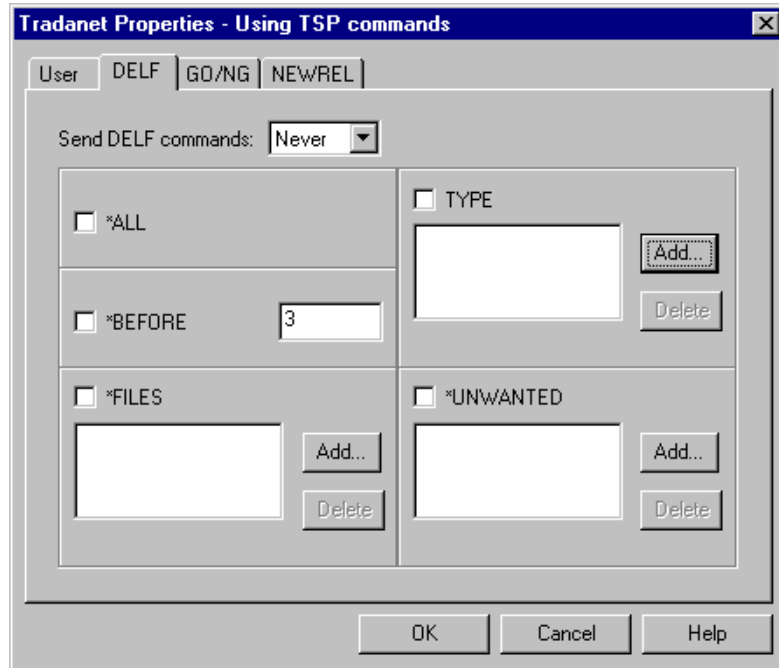 Tradanet Properties - Using TSP commands
User DELF GO/NG NEWREL
Send DELF commands: Never
*ALL
TYPE
Add...
Delete
*BEFORE 3
*FILES
Add...
Delete
*UNWANTED
Add...
Delete
OK Cancel Help